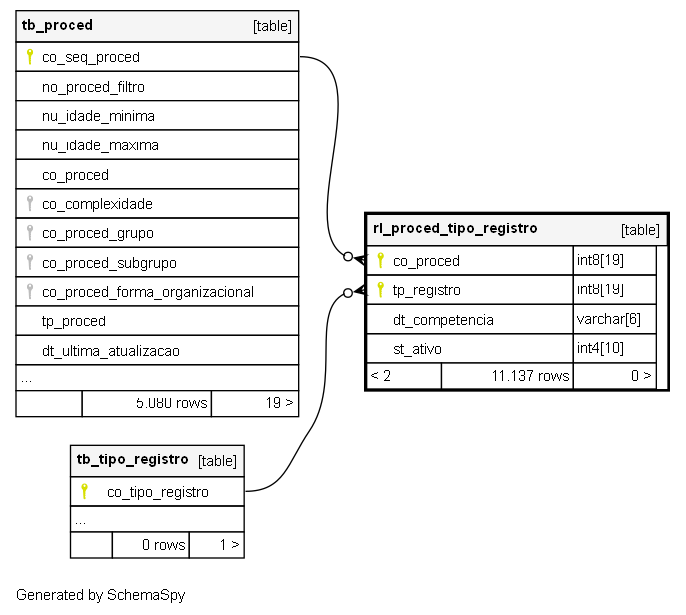 tb_proced [table]
co_seq_proced
no_proced_filtro
nu_idade_minima
nu_idade_maxima
co_proced
co_complexidade
co_proced_grupo
co_proced_subgrupo
co_proced_forma_organizacional
tp_proced
dt_ultima_atualizacao
...
5.080 rows 19 >
rl_proced_tipo_registro [table]
co_proced int8[19]
tp_registro int8[19]
dt_competencia varchar[6]
st_ativo int4[10]
< 2 11.137 rows 0 >
tb_tipo_registro [table]
co_tipo_registro
...
0 rows 1 >
Generated by SchemaSpy